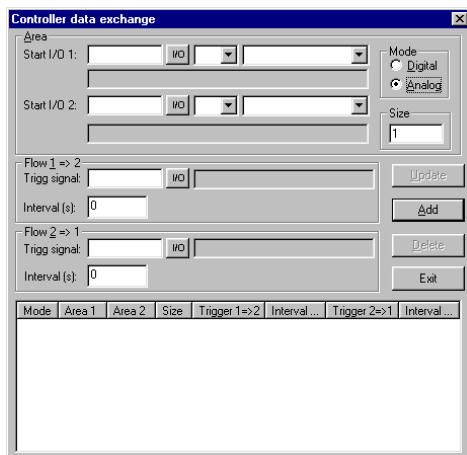 Controller data exchange
Area
Start I/O 1: I/O
Mode
Digital
Analog
Start I/O 2: I/O
Size
1
Flow 1 => 2
Trigg signal: I/O
Update
Interval (s): 0
Add
Flow 2 => 1
Trigg signal: I/O
Delete
Interval (s): 0
Exit
Mode Area 1 Area 2 Size Trigger 1=>2 Interval ... Trigger 2=>1 Interval ...